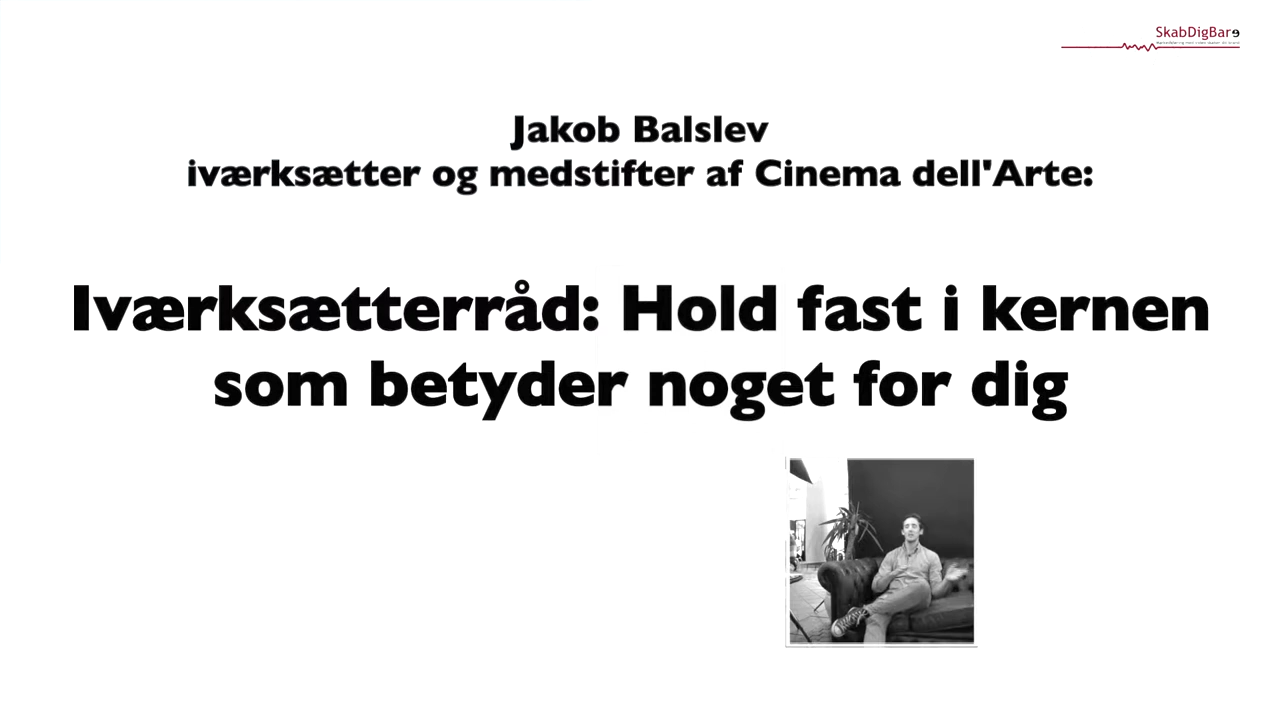 SkabDigBare
Jakob Balslev
iværksætter og medstifter af Cinema dell'Arte:
Iværksætterråd: Hold fast i kernen
som betyder noget for dig